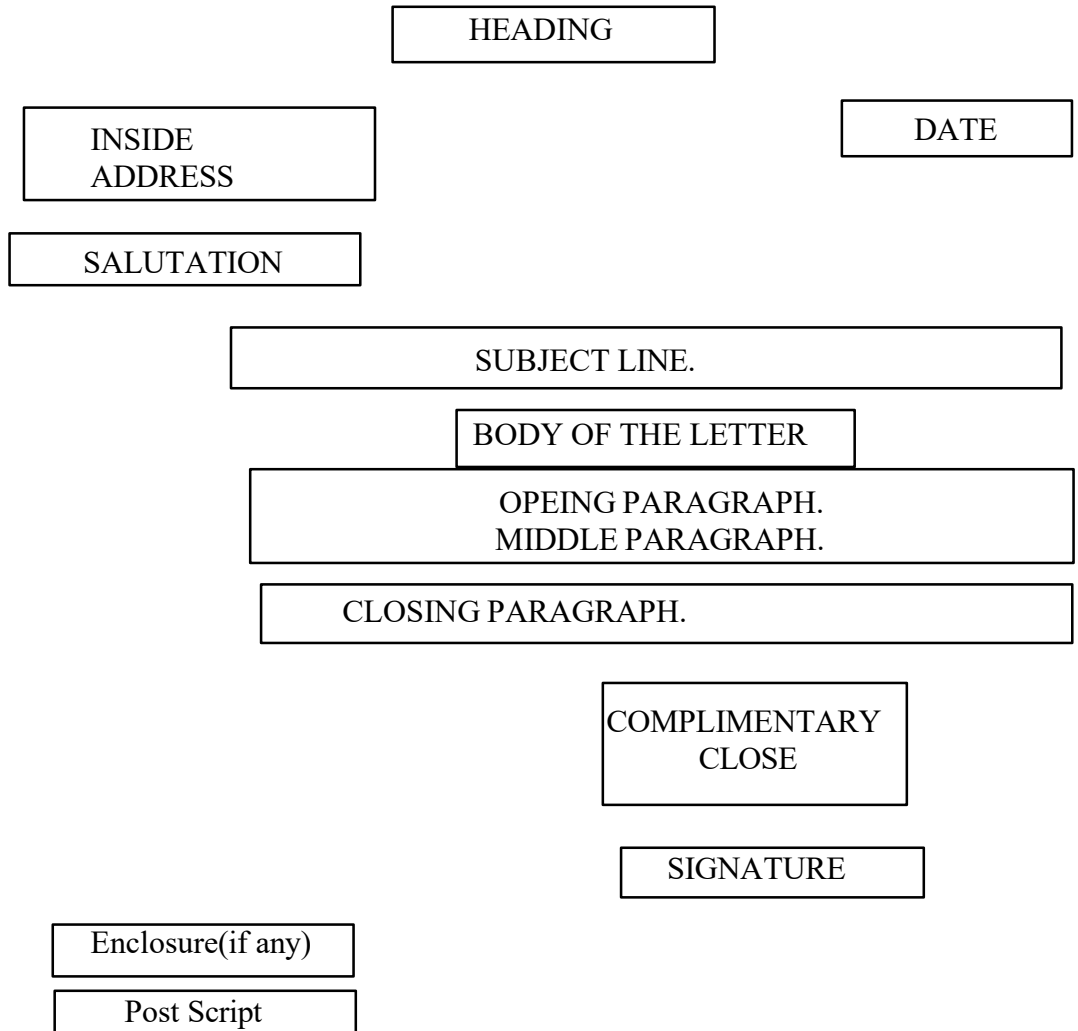 HEADING
INSIDE
ADDRESS
DATE
SALUTATION
SUBJECT LINE.
BODY OF THE LETTER
OPEING PARAGRAPH.
MIDDLE PARAGRAPH.
CLOSING PARAGRAPH.
COMPLIMENTARY
CLOSE
SIGNATURE
Enclosure(if any)
Post Script